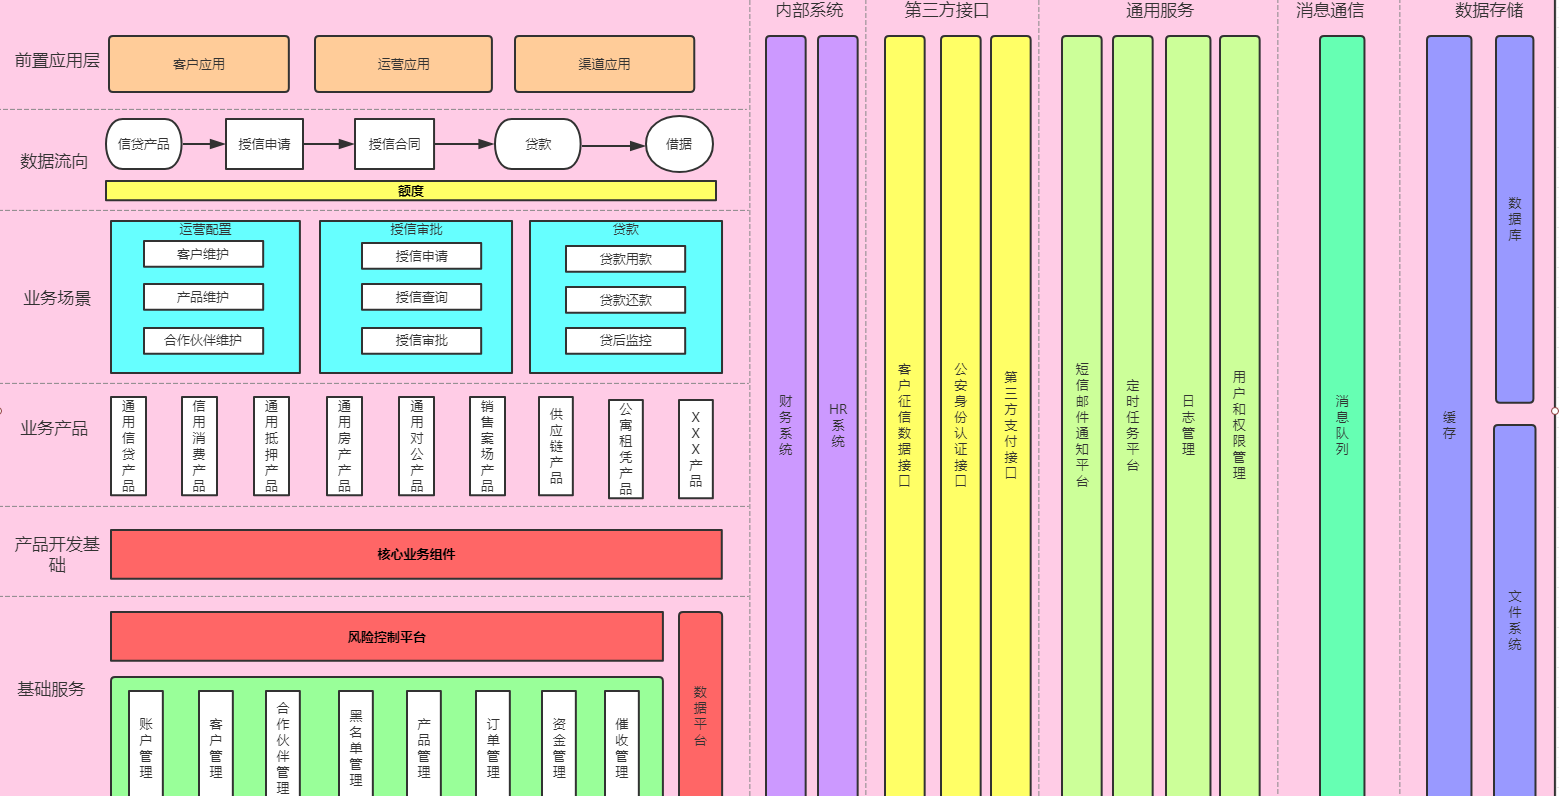 内部系统
第三方接口
通用服务
消息通信
数据存储
前置应用层
客户应用
运营应用
渠道应用
数据流向
信贷产品
授信申请
授信合同
贷款
借据
额度
业务场景
运营配置
客户维护
产品维护
合作伙伴维护
授信审批
授信申请
授信查询
授信审批
贷款
贷款用款
贷款还款
贷后监控
业务产品
通用信贷产品
信用消费产品
通用抵押产品
通用房产产品
通用对公产品
销售案场产品
供应链产品
公寓租凭产品
XXX产品
产品开发基
础
核心业务组件
基础服务
风险控制平台
数据平台
账户管理
客户管理
合作伙伴管理
黑名单管理
产品管理
订单管理
资金管理
催收管理
财务系统
HR
系统
客户征信数据接口
公安身份认证接口
第三方支付接口
短信邮件通知平台
定时任务平台
日志管理
用户和权限管理
消息队列
缓存
数据库
文件系统